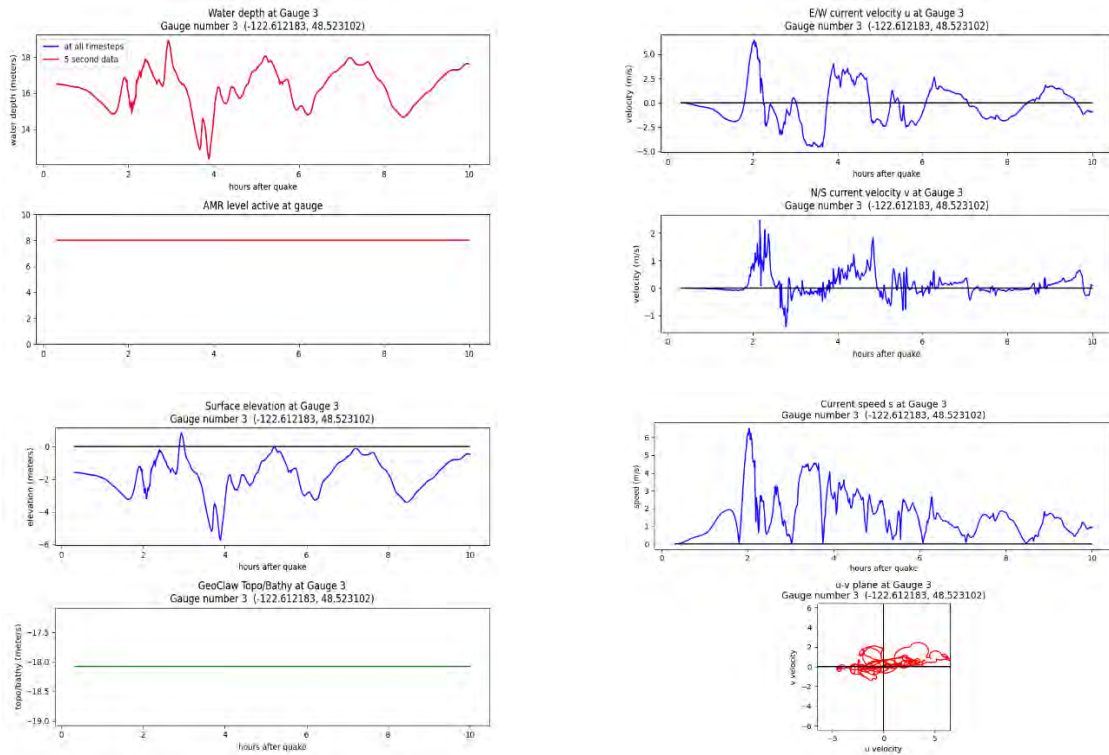 Water depth at Gauge 3
Gauge number 3 (-122.612183, 48.523102)
at all timesteps
5 second data
water depth (meters)
18
16
14
0
2
4
6
8
10
hours after quake
AMR level active at gauge
10
8
6
4
2
0
0
2
4
6
8
10
hours after quake
Surface elevation at Gauge 3
Gauge number 3 (-122.612183, 48.523102)
elevation (meters)
0
−2
−4
−6
0
2
4
6
8
10
hours after quake
GeoClaw Topo/Bathy at Gauge 3
Gauge number 3 (-122.612183, 48.523102)
topo/bathy (meters)
−17.5
−18.0
−18.5
−19.0
0
2
4
6
8
10
hours after quake
E/W current velocity u at Gauge 3
Gauge number 3 (-122.612183, 48.523102)
velocity (m/s)
5.0
2.5
0.0
−2.5
−5.0
0
2
4
6
8
10
hours after quake
N/S current velocity v at Gauge 3
Gauge number 3 (-122.612183, 48.523102)
velocity (m/s)
2
1
0
−1
0
2
4
6
8
10
hours after quake
Current speed s at Gauge 3
Gauge number 3 (-122.612183, 48.523102)
speed (m/s)
6
5
4
3
2
1
0
0
2
4
6
8
10
hours after quake
u-v plane at Gauge 3
Gauge number 3 (-122.612183, 48.523102)
v velocity
6
4
2
0
−2
−4
−6
−5
0
5
u velocity